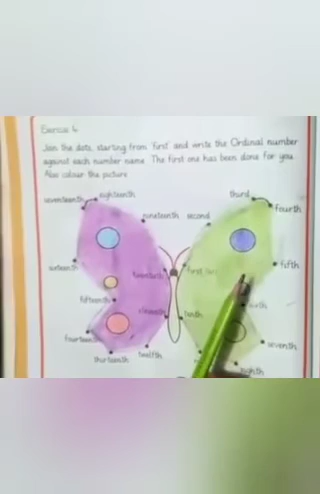 Exercise 4
Join the dots, starting from 'first' and write the Ordinal number
against each number name. The first one has been done for you.
Also colour the picture.
seventeenth eighteenth third
fourth
nineteenth second
sixteenth fifth
twentieth first
fifteenth sixth
eleventh tenth
fourteenth seventh
thirteenth twelfth
eighth